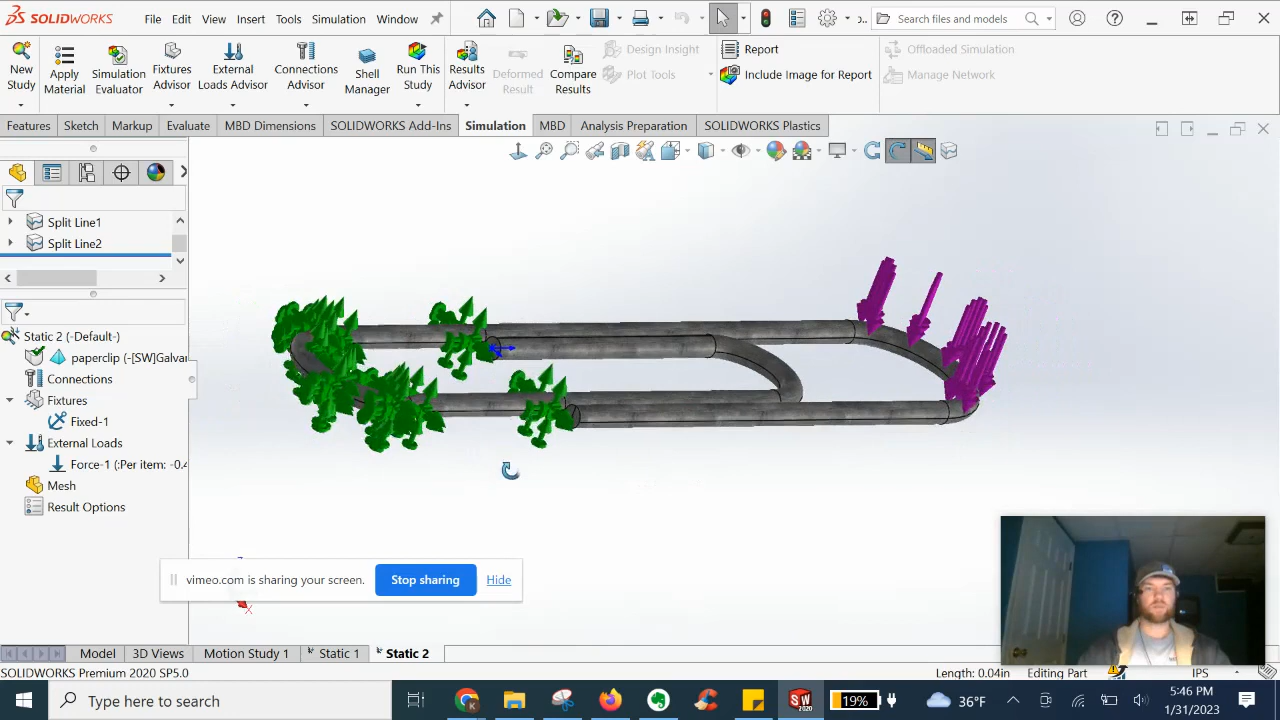 SOLIDWORKS File Edit View Insert Tools Simulation Window Search files and models
New Study
Apply Material
Simulation Evaluator
Fixtures Advisor
External Loads Advisor
Connections Advisor
Shell Manager
Run This Study
Results Advisor
Deformed Result
Compare Results
Design Insight
Plot Tools
Report
Include Image for Report
Offloaded Simulation
Manage Network
Features Sketch Markup Evaluate MBD Dimensions SOLIDWORKS Add-Ins Simulation MBD Analysis Preparation SOLIDWORKS Plastics
Split Line1
Split Line2
Static 2 (-Default-)
paperclip (-[SW]Galva
Connections
Fixtures
Fixed-1
External Loads
Force-1 (:Per item: -0.4
Mesh
Result Options
vimeo.com is sharing your screen. Stop sharing Hide
X
Model 3D Views Motion Study 1 Static 1 Static 2
SOLIDWORKS Premium 2020 SP5.0 Length: 0.04in Editing Part IPS
Type here to search 19% 36°F 5:46 PM
1/31/2023